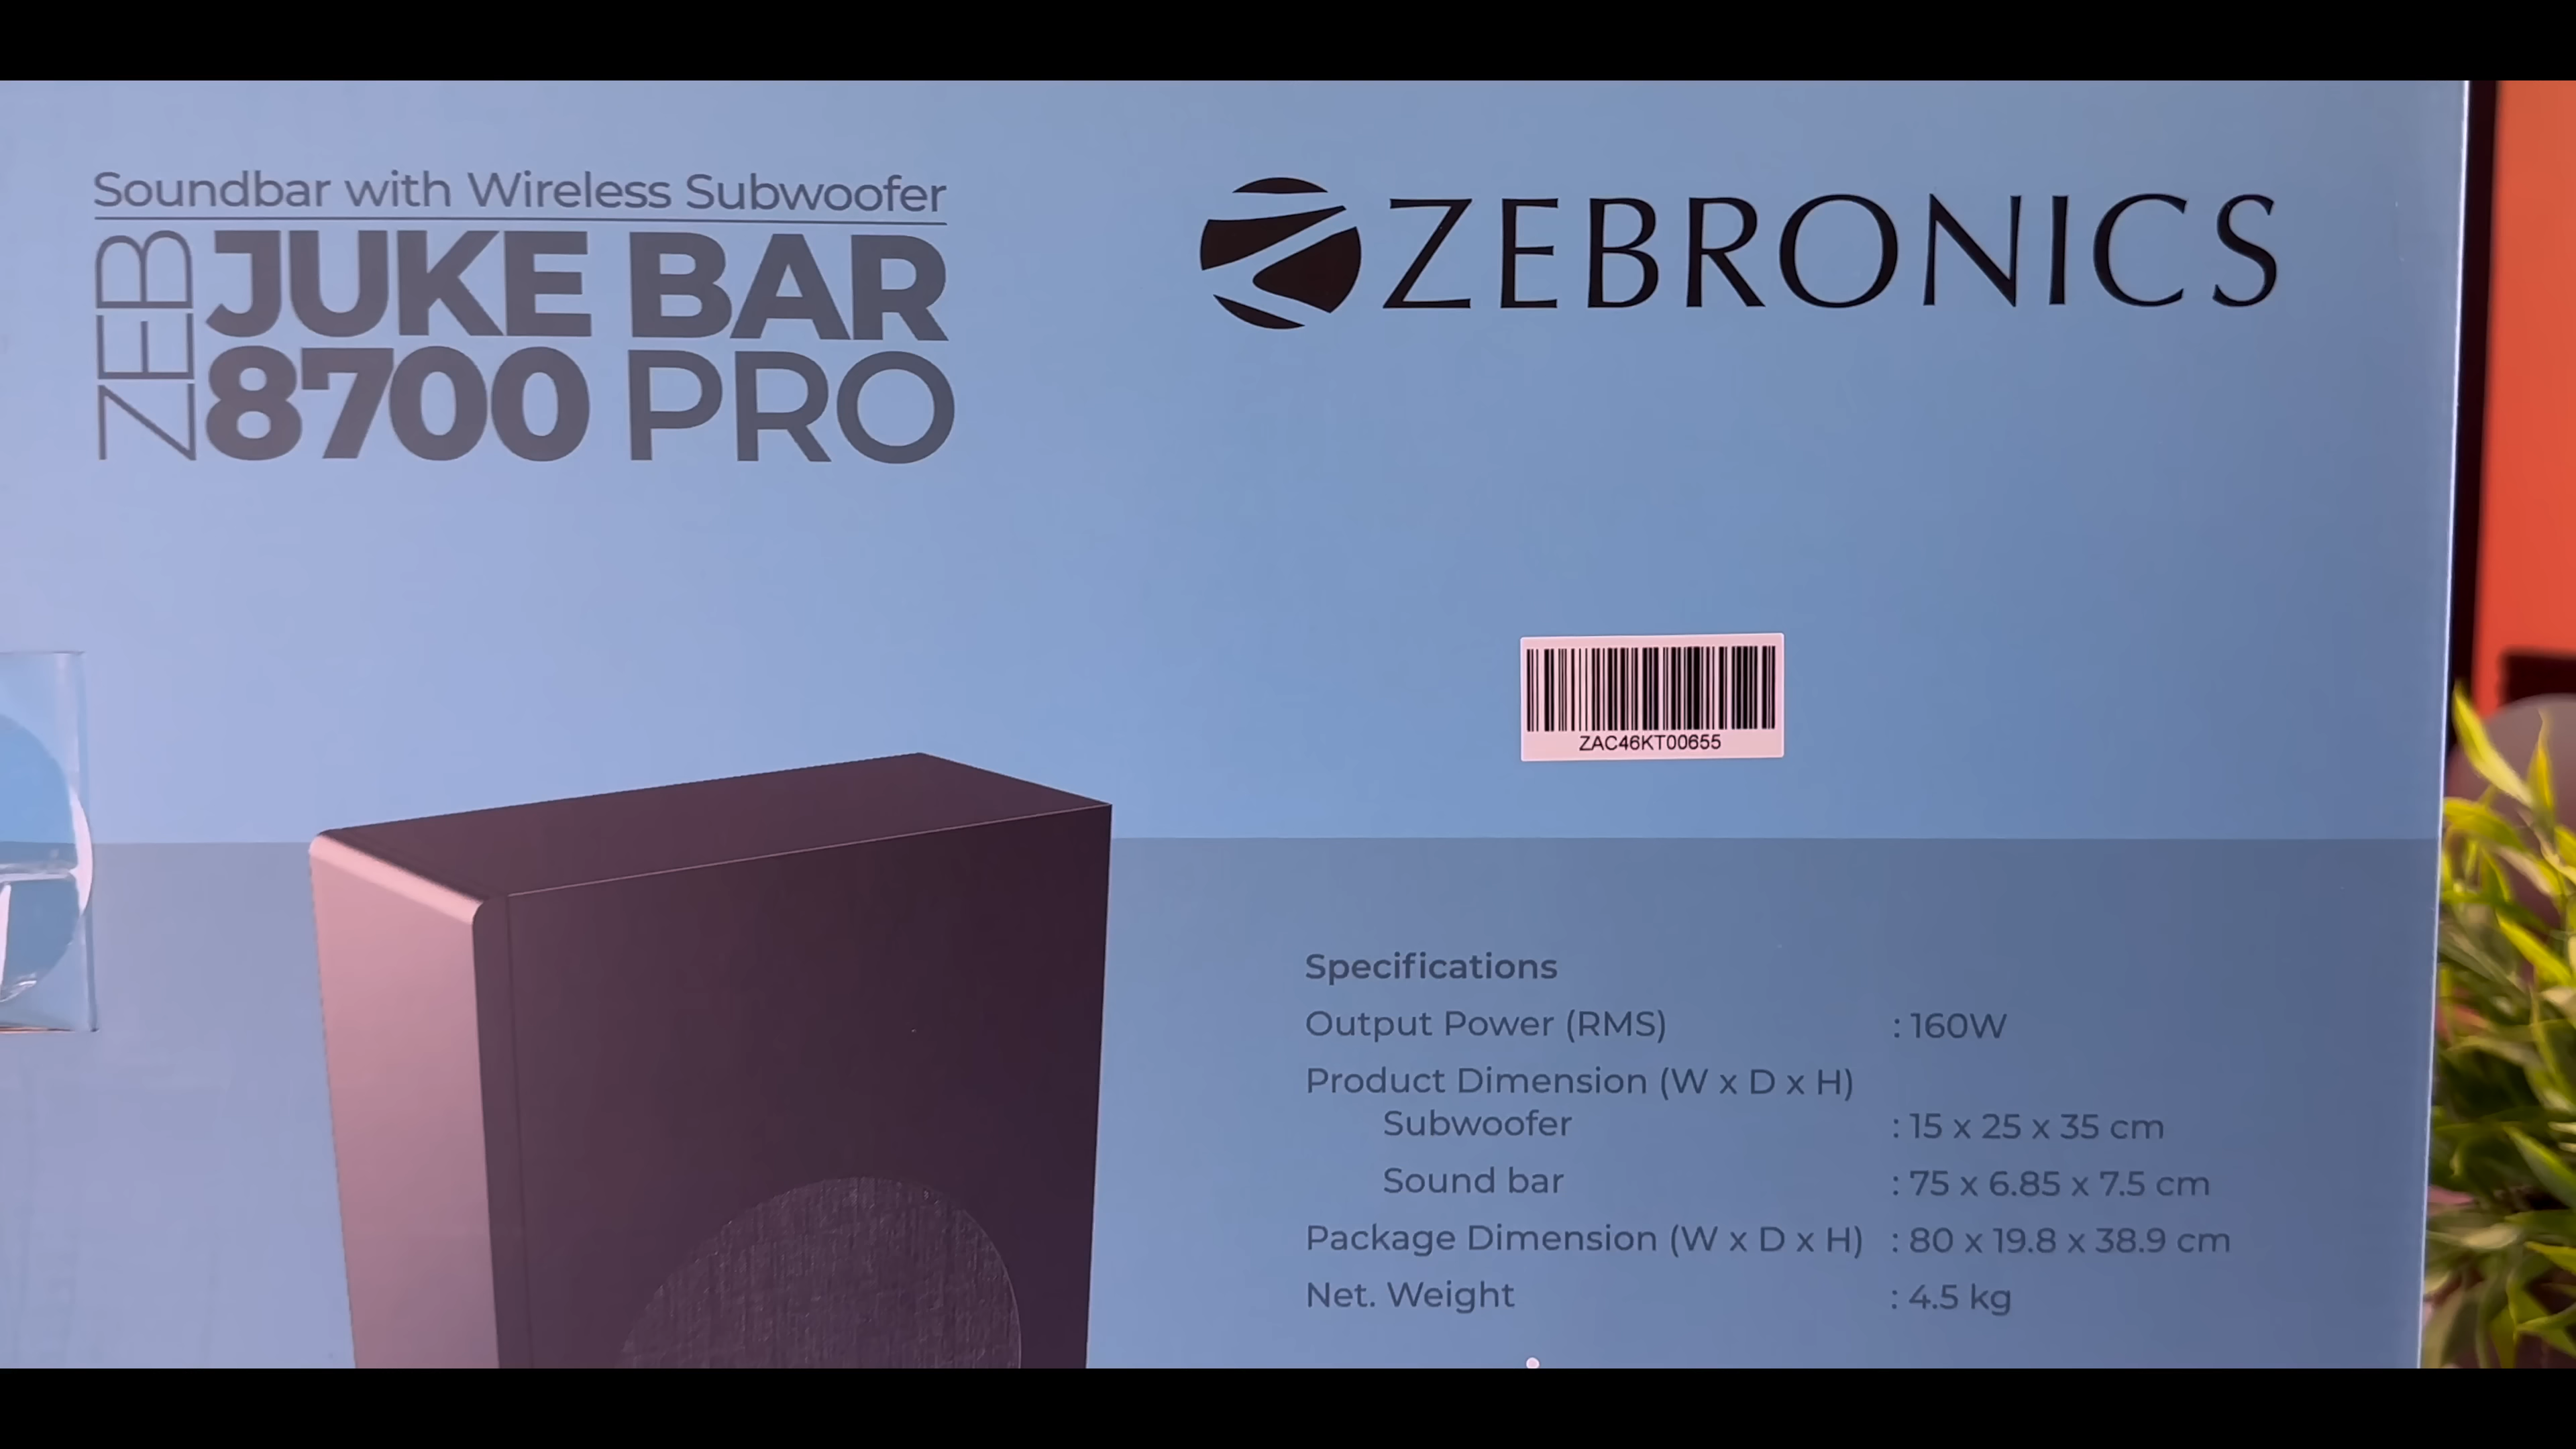 Soundbar with Wireless Subwoofer
ZEB JUKE BAR
8700 PRO
ZEBRONICS
ZAC46KT00655
Specifications
Output Power (RMS) : 160W
Product Dimension (W x D x H)
Subwoofer : 15 x 25 x 35 cm
Sound bar : 75 x 6.85 x 7.5 cm
Package Dimension (W x D x H) : 80 x 19.8 x 38.9 cm
Net. Weight : 4.5 kg